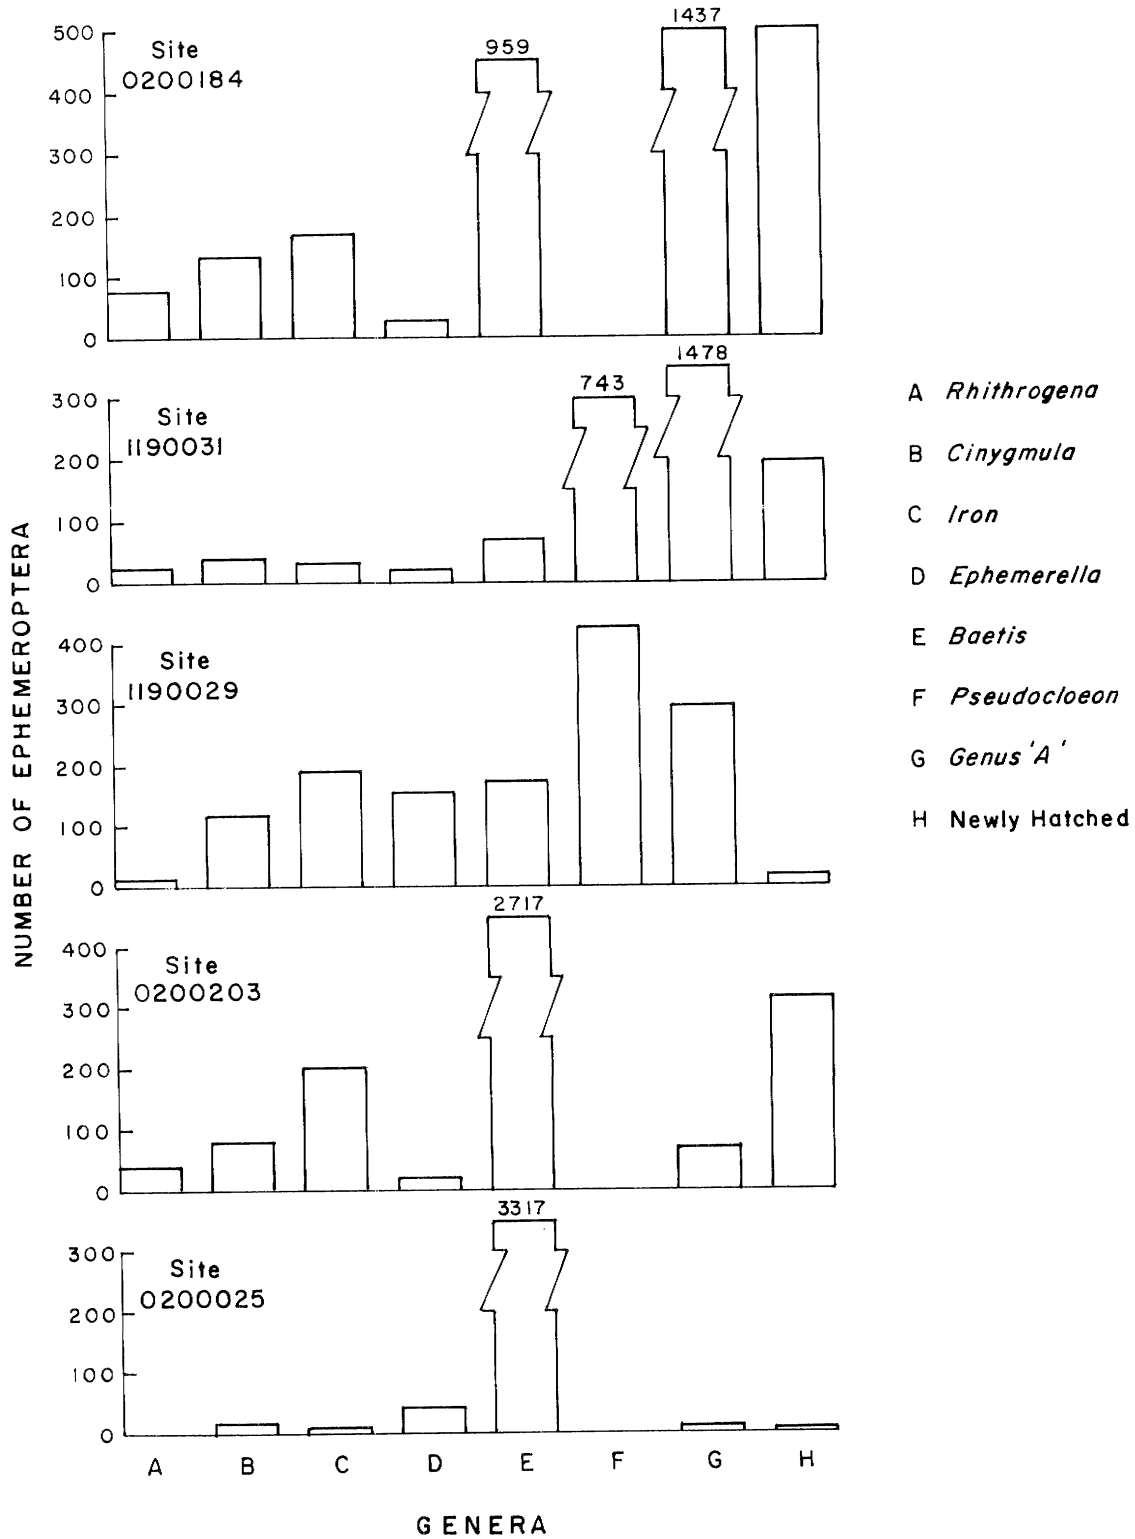 NUMBER OF EPHEMEROPTERA
Site
0200184
500
400
300
200
100
0
959
1437
Site
1190031
300
200
100
0
743
1478
Site
1190029
400
300
200
100
0
Site
0200203
400
300
200
100
0
2717
Site
0200025
300
200
100
0
3317
A B C D E F G H
GENERA
A Rhithrogena
B Cinygmula
C Iron
D Ephemerella
E Baetis
F Pseudocloeon
G Genus 'A'
H Newly Hatched